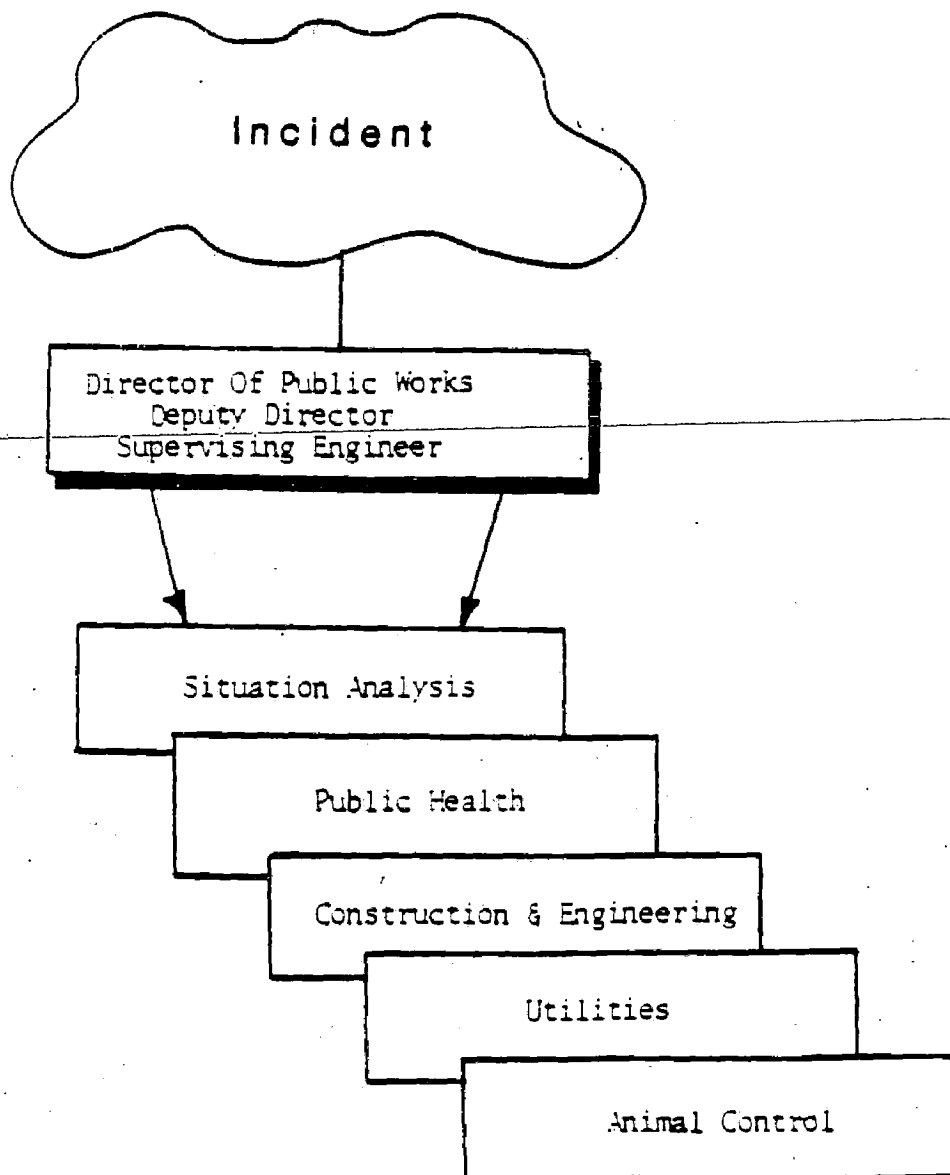 Incident
Director Of Public Works
Deputy Director
Supervising Engineer
Situation Analysis
Public Health
Construction & Engineering
Utilities
Animal Control